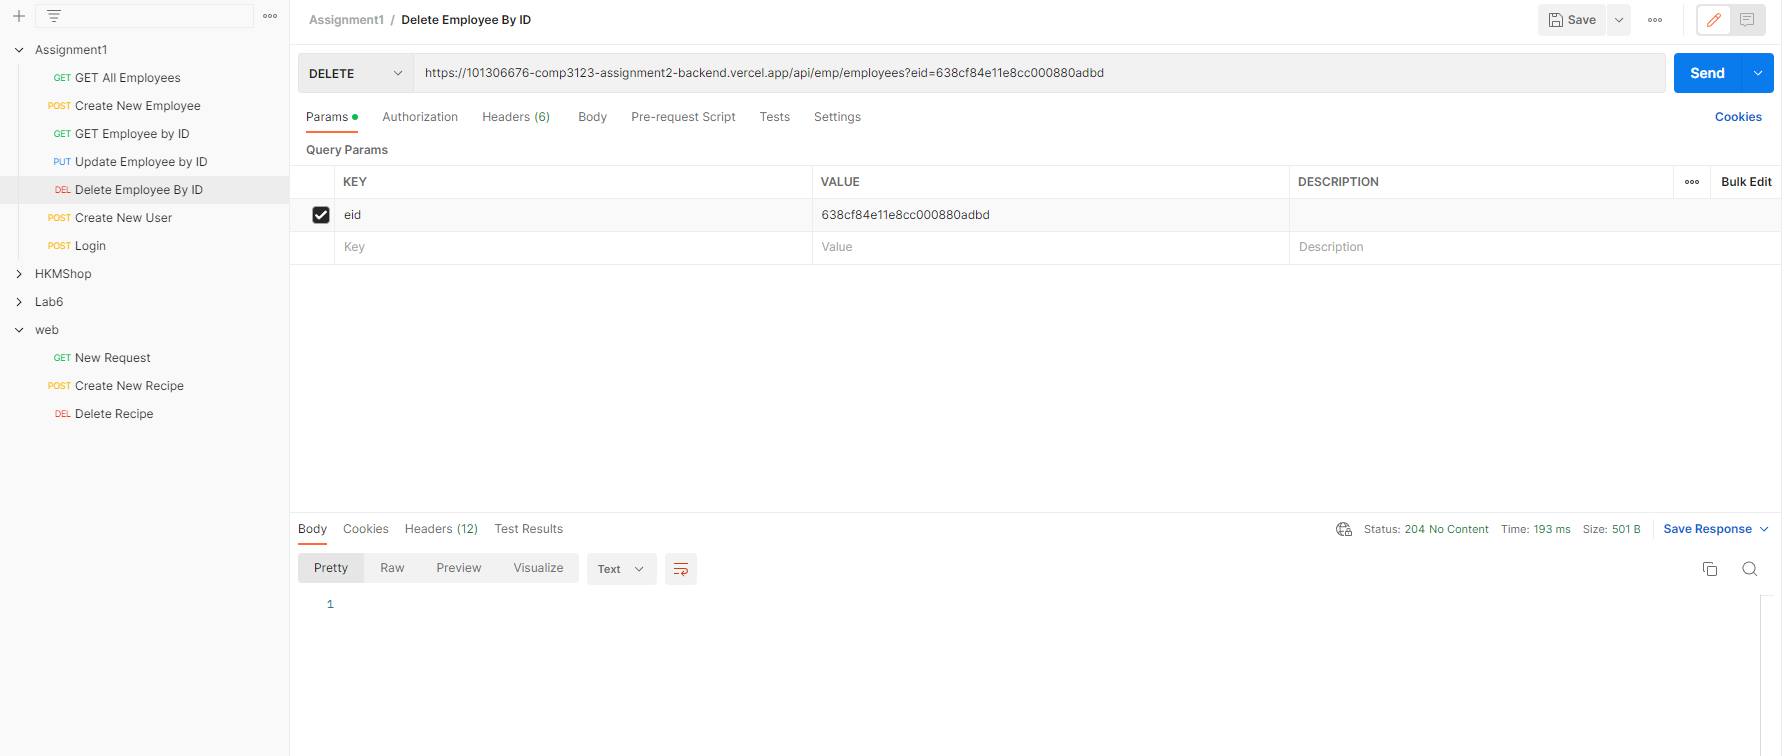 Assignment1
GET GET All Employees
POST Create New Employee
GET GET Employee by ID
PUT Update Employee by ID
DEL Delete Employee By ID
POST Create New User
POST Login
HKMShop
Lab6
web
GET New Request
POST Create New Recipe
DEL Delete Recipe
Assignment1 / Delete Employee By ID
Save
DELETE https://101306676-comp3123-assignment2-backend.vercel.app/api/emp/employees?eid=638cf84e11e8cc000880adbd Send
Params Authorization Headers (6) Body Pre-request Script Tests Settings Cookies
Query Params
KEY VALUE DESCRIPTION Bulk Edit
eid 638cf84e11e8cc000880adbd
Key Value Description
Body Cookies Headers (12) Test Results Status: 204 No Content Time: 193 ms Size: 501 B Save Response
Pretty Raw Preview Visualize Text
1